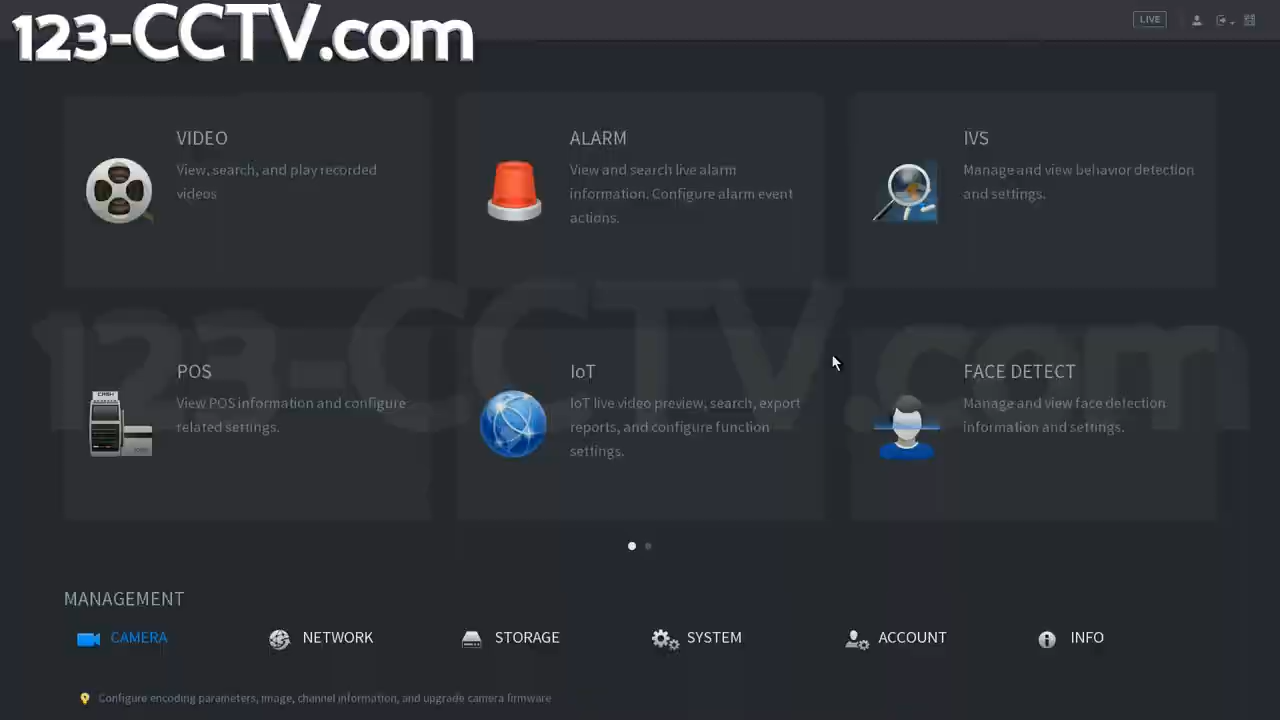 123-CCTV.com
LIVE
VIDEO
View, search, and play recorded
videos
ALARM
View and search live alarm
information. Configure alarm event
actions.
IVS
Manage and view behavior detection
and settings.
123-CCTV.com
POS
View POS information and configure
related settings.
IoT
IoT live video preview, search, export
reports, and configure function
settings.
FACE DETECT
Manage and view face detection
information and settings.
MANAGEMENT
CAMERA
NETWORK
STORAGE
SYSTEM
ACCOUNT
INFO
Configure encoding parameters, image, channel information, and upgrade camera firmware